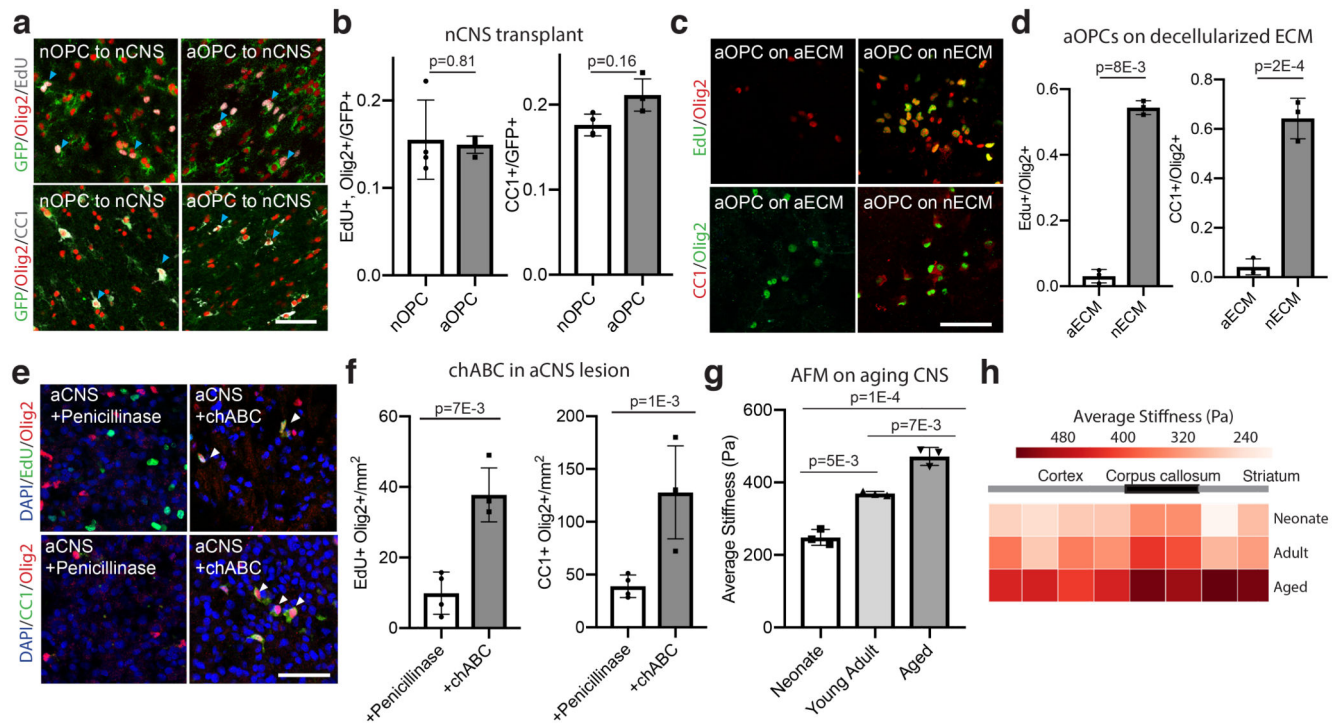 a
nOPC to nCNS
aOPC to nCNS
GFP/Olig2/EdU
nOPC to nCNS
aOPC to nCNS
GFP/Olig2/CC1
b
nCNS transplant
p=0.81
p=0.16
EdU+, Olig2+/GFP+
0.2
0.1
0.0
nOPC
aOPC
CC1+/GFP+
0.2
0.1
0.0
nOPC
aOPC
c
aOPC on aECM
aOPC on nECM
EdU/Olig2
aOPC on aECM
aOPC on nECM
CC1/Olig2
d
aOPCs on decellularized ECM
p=8E-3
p=2E-4
Edu+/Olig2+
0.6
0.4
0.2
0.0
aECM
nECM
CC1+/Olig2+
0.8
0.6
0.4
0.2
0.0
aECM
nECM
e
aCNS
+Penicillinase
aCNS
+chABC
DAPI/EdU/Olig2
aCNS
+Penicillinase
aCNS
+chABC
DAPI/CC1/Olig2
f
chABC in aCNS lesion
p=7E-3
p=1E-3
EdU+ Olig2+/mm²
60
40
20
0
+Penicillinase
+chABC
CC1+ Olig2+/mm²
200
150
100
50
0
+Penicillinase
+chABC
g
AFM on aging CNS
p=1E-4
p=7E-3
p=5E-3
Average Stiffness (Pa)
600
400
200
0
Neonate
Young Adult
Aged
h
Average Stiffness (Pa)
480 400 320 240
Cortex Corpus callosum Striatum
Neonate
Adult
Aged